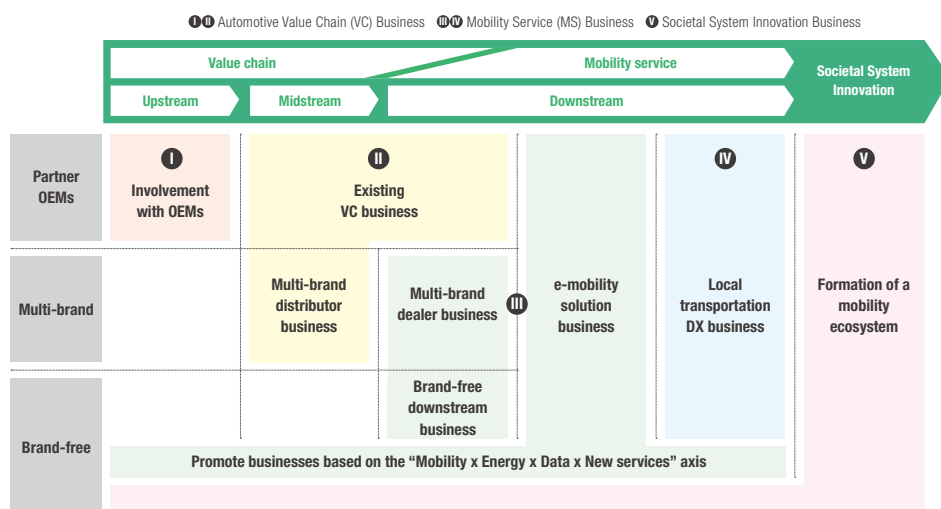 I II Automotive Value Chain (VC) Business III IV Mobility Service (MS) Business V Societal System Innovation Business
Value chain
Mobility service
Societal System
Innovation
Upstream
Midstream
Downstream
Partner
OEMs
I
Involvement
with OEMs
II
Existing
VC business
IV
V
Multi-brand
Multi-brand
distributor
business
Multi-brand
dealer business
III
e-mobility
solution
business
Local
transportation
DX business
Formation of a
mobility
ecosystem
Brand-free
Brand-free
downstream
business
Promote businesses based on the “Mobility x Energy x Data x New services” axis